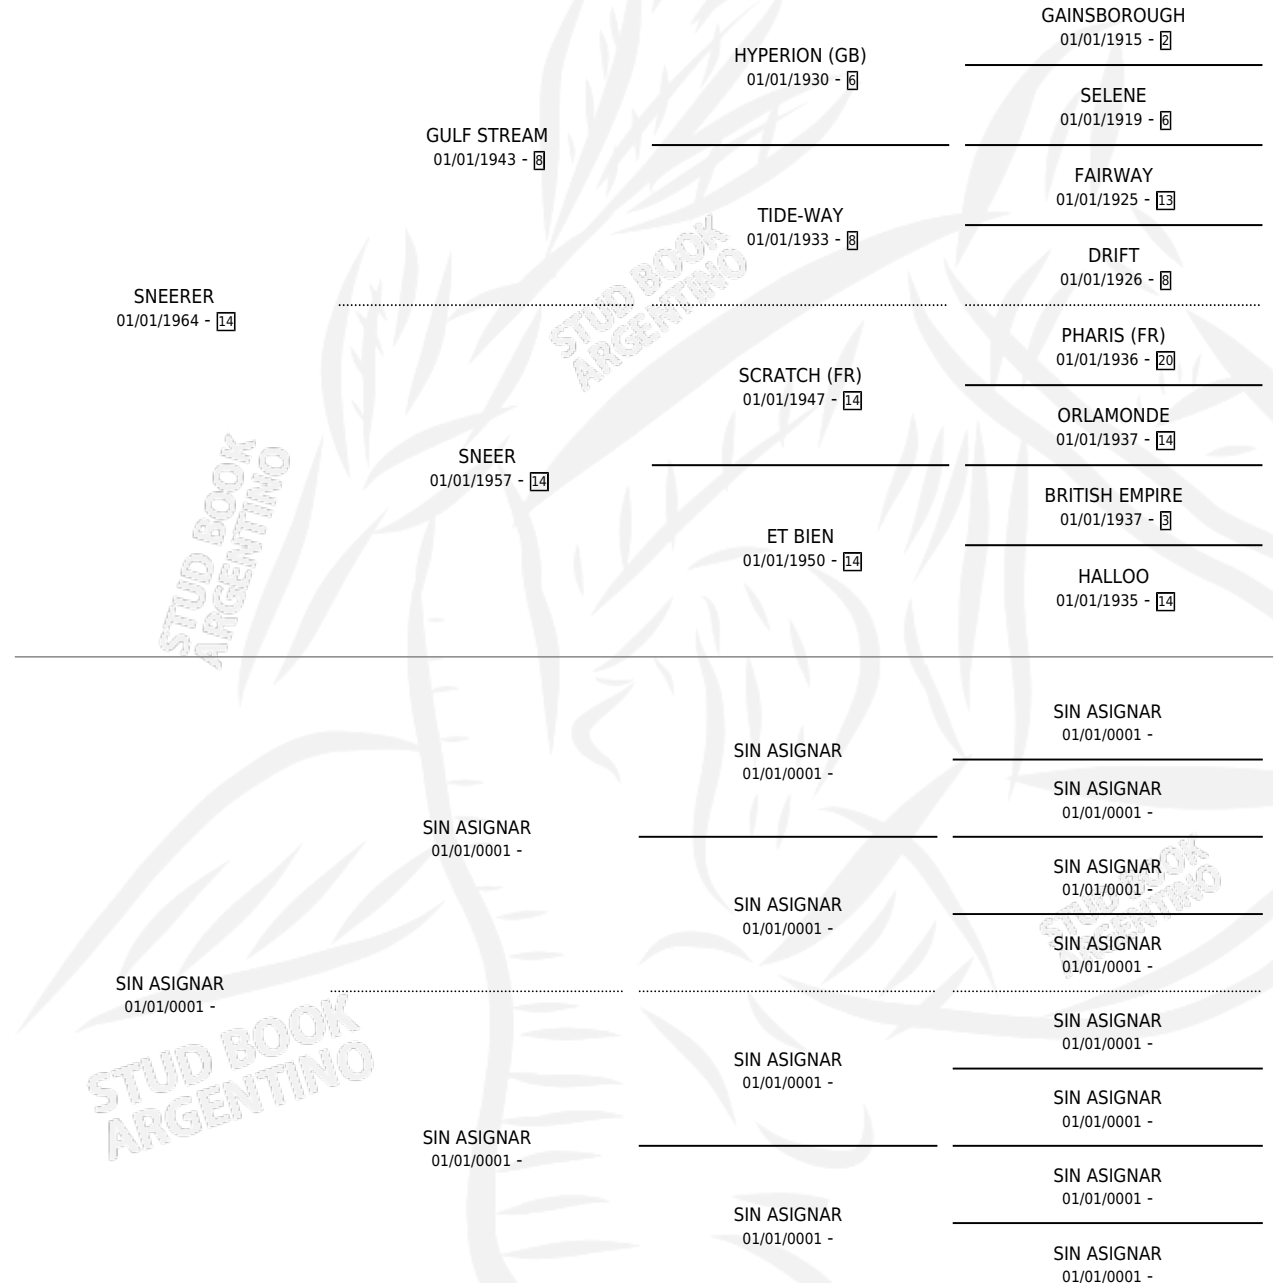 GAINSBOROUGH
01/01/1915 - 2
HYPERION (GB)
01/01/1930 - 6
SELENE
01/01/1919 - 6
GULF STREAM
01/01/1943 - 8
FAIRWAY
01/01/1925 - 13
TIDE-WAY
01/01/1933 - 8
DRIFT
01/01/1926 - 8
SNEERER
01/01/1964 - 14
STUD BOOK
ARGENTINO
PHARIS (FR)
01/01/1936 - 20
SCRATCH (FR)
01/01/1947 - 14
ORLAMONDE
01/01/1937 - 14
SNEER
01/01/1957 - 14
BRITISH EMPIRE
01/01/1937 - 3
ET BIEN
01/01/1950 - 14
HALLOO
01/01/1935 - 14
STUD BOOK
ARGENTINO
SIN ASIGNAR
01/01/0001 -
SIN ASIGNAR
01/01/0001 -
SIN ASIGNAR
01/01/0001 -
SIN ASIGNAR
01/01/0001 -
SIN ASIGNAR
01/01/0001 -
SIN ASIGNAR
01/01/0001 -
SIN ASIGNAR
01/01/0001 -
STUD BOOK
ARGENTINO
SIN ASIGNAR
01/01/0001 -
STUD BOOK
ARGENTINO
SIN ASIGNAR
01/01/0001 -
SIN ASIGNAR
01/01/0001 -
SIN ASIGNAR
01/01/0001 -
SIN ASIGNAR
01/01/0001 -
SIN ASIGNAR
01/01/0001 -
SIN ASIGNAR
01/01/0001 -
SIN ASIGNAR
01/01/0001 -